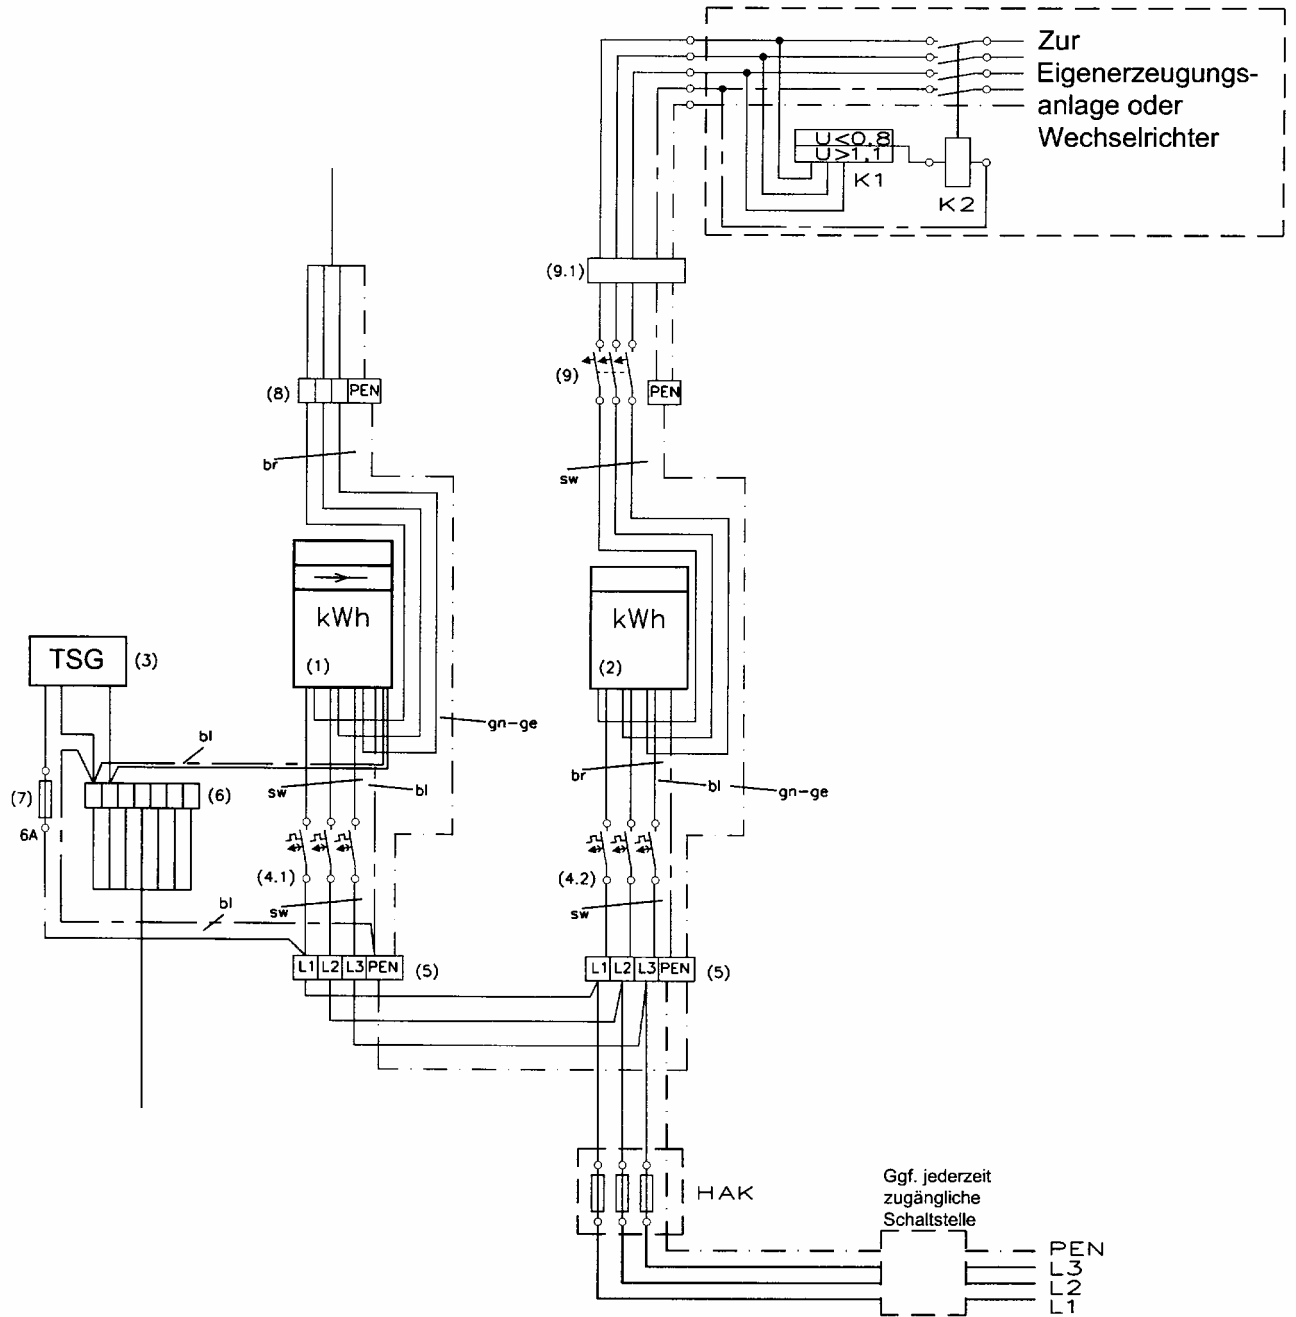 Zur
Eigenerzeugungs-
anlage oder
Wechselrichter
U<0,8
U>1,1
K1
K2
(9.1)
(9)
(8)
PEN
PEN
br
sw
kWh
(1)
kWh
(2)
TSG
(3)
gn-ge
bl
sw
bl
br
bl
gn-ge
(7)
(6)
6A
(4.1)
(4.2)
bl
sw
sw
L1 L2 L3 PEN
(5)
L1 L2 L3 PEN
(5)
HAK
Ggf. jederzeit
zugängliche
Schaltstelle
PEN
L3
L2
L1